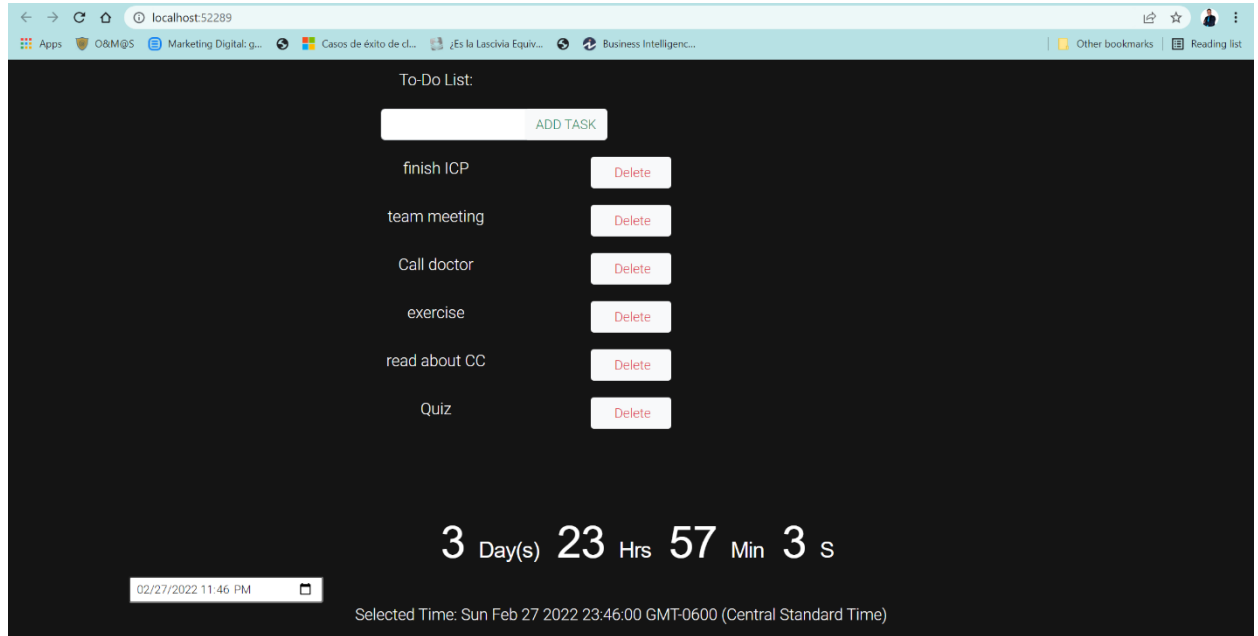 localhost:52289
Apps O&M@S Marketing Digital: g... Casos de éxito de cl... ¿Es la Lascivia Equiv... Business Intelligenc... Other bookmarks Reading list
To-Do List:
ADD TASK
finish ICP Delete
team meeting Delete
Call doctor Delete
exercise Delete
read about CC Delete
Quiz Delete
3 Day(s) 23 Hrs 57 Min 3 S
02/27/2022 11:46 PM
Selected Time: Sun Feb 27 2022 23:46:00 GMT-0600 (Central Standard Time)